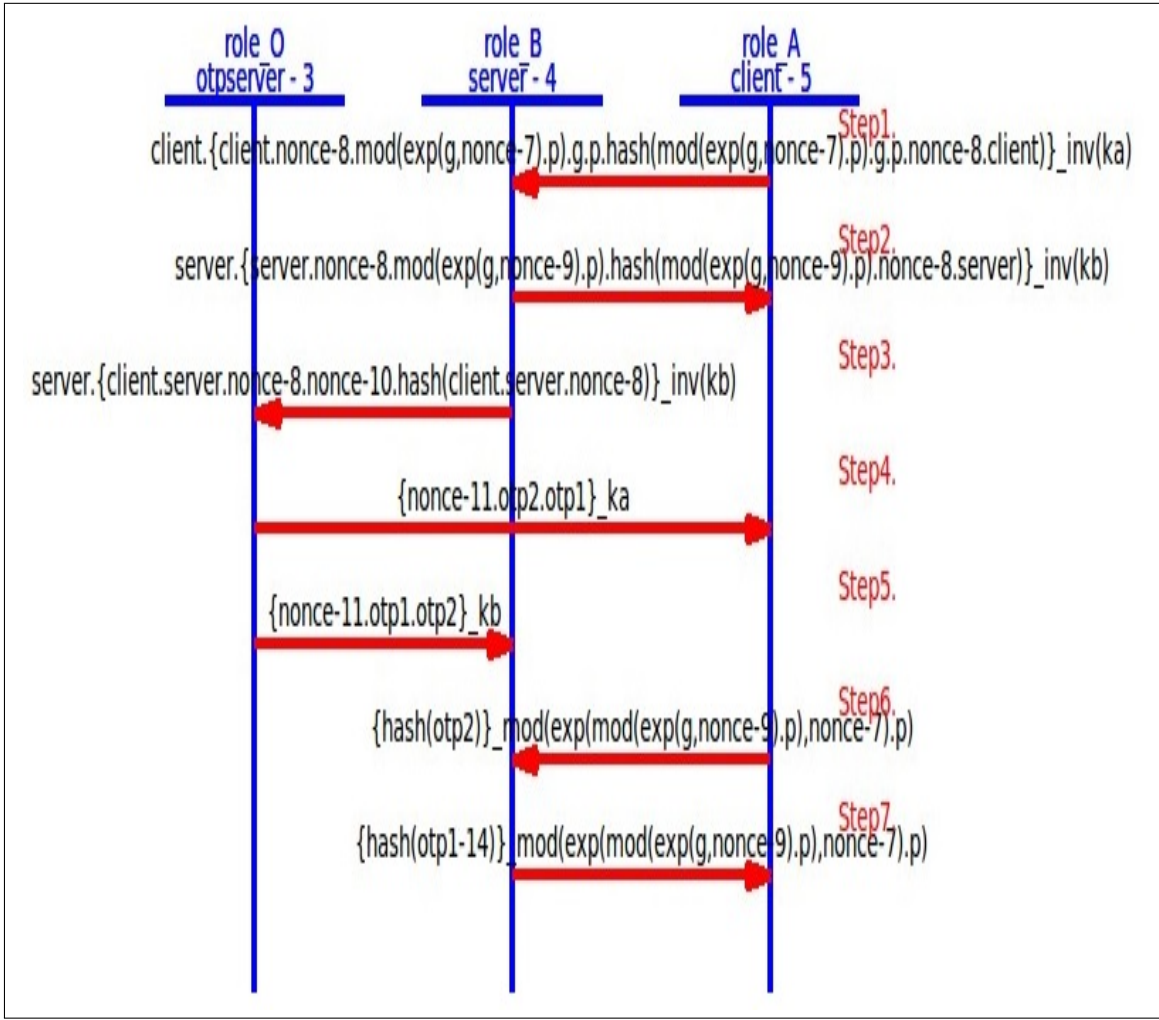 role_O role_B role_A
otpserver - 3 server - 4 client - 5
Step1.
client.{client.nonce-8.mod(exp(g,nonce-7).p).g.p.hash(mod(exp(g,nonce-7).p).g.p.nonce-8.client)}_inv(ka)
Step2.
server.{server.nonce-8.mod(exp(g,nonce-9).p).hash(mod(exp(g,nonce-9).p).nonce-8.server)}_inv(kb)
Step3.
server.{client.server.nonce-8.nonce-10.hash(client.server.nonce-8)}_inv(kb)
Step4.
{nonce-11.otp2.otp1}_ka
Step5.
{nonce-11.otp1.otp2}_kb
Step6.
{hash(otp2)}_mod(exp(mod(exp(g,nonce-9).p),nonce-7).p)
Step7.
{hash(otp1-14)}_mod(exp(mod(exp(g,nonce-9).p),nonce-7).p)